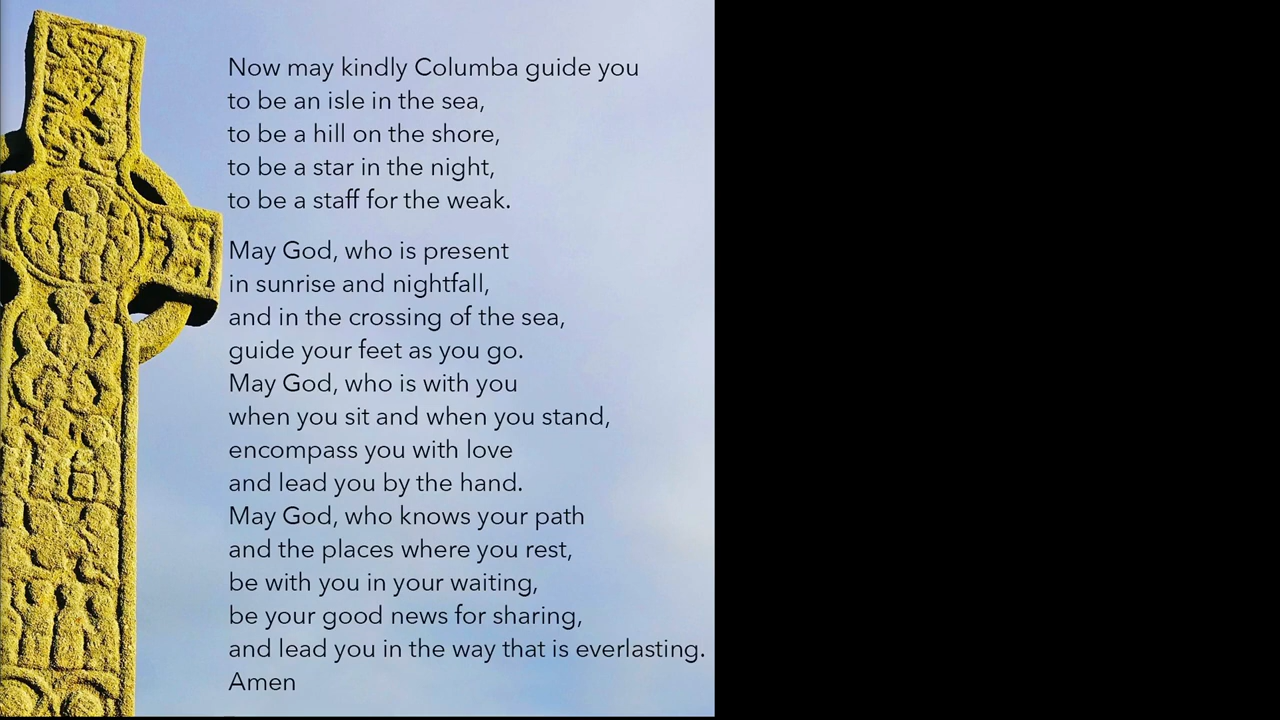 Now may kindly Columba guide you
to be an isle in the sea,
to be a hill on the shore,
to be a star in the night,
to be a staff for the weak.
May God, who is present
in sunrise and nightfall,
and in the crossing of the sea,
guide your feet as you go.
May God, who is with you
when you sit and when you stand,
encompass you with love
and lead you by the hand.
May God, who knows your path
and the places where you rest,
be with you in your waiting,
be your good news for sharing,
and lead you in the way that is everlasting.
Amen